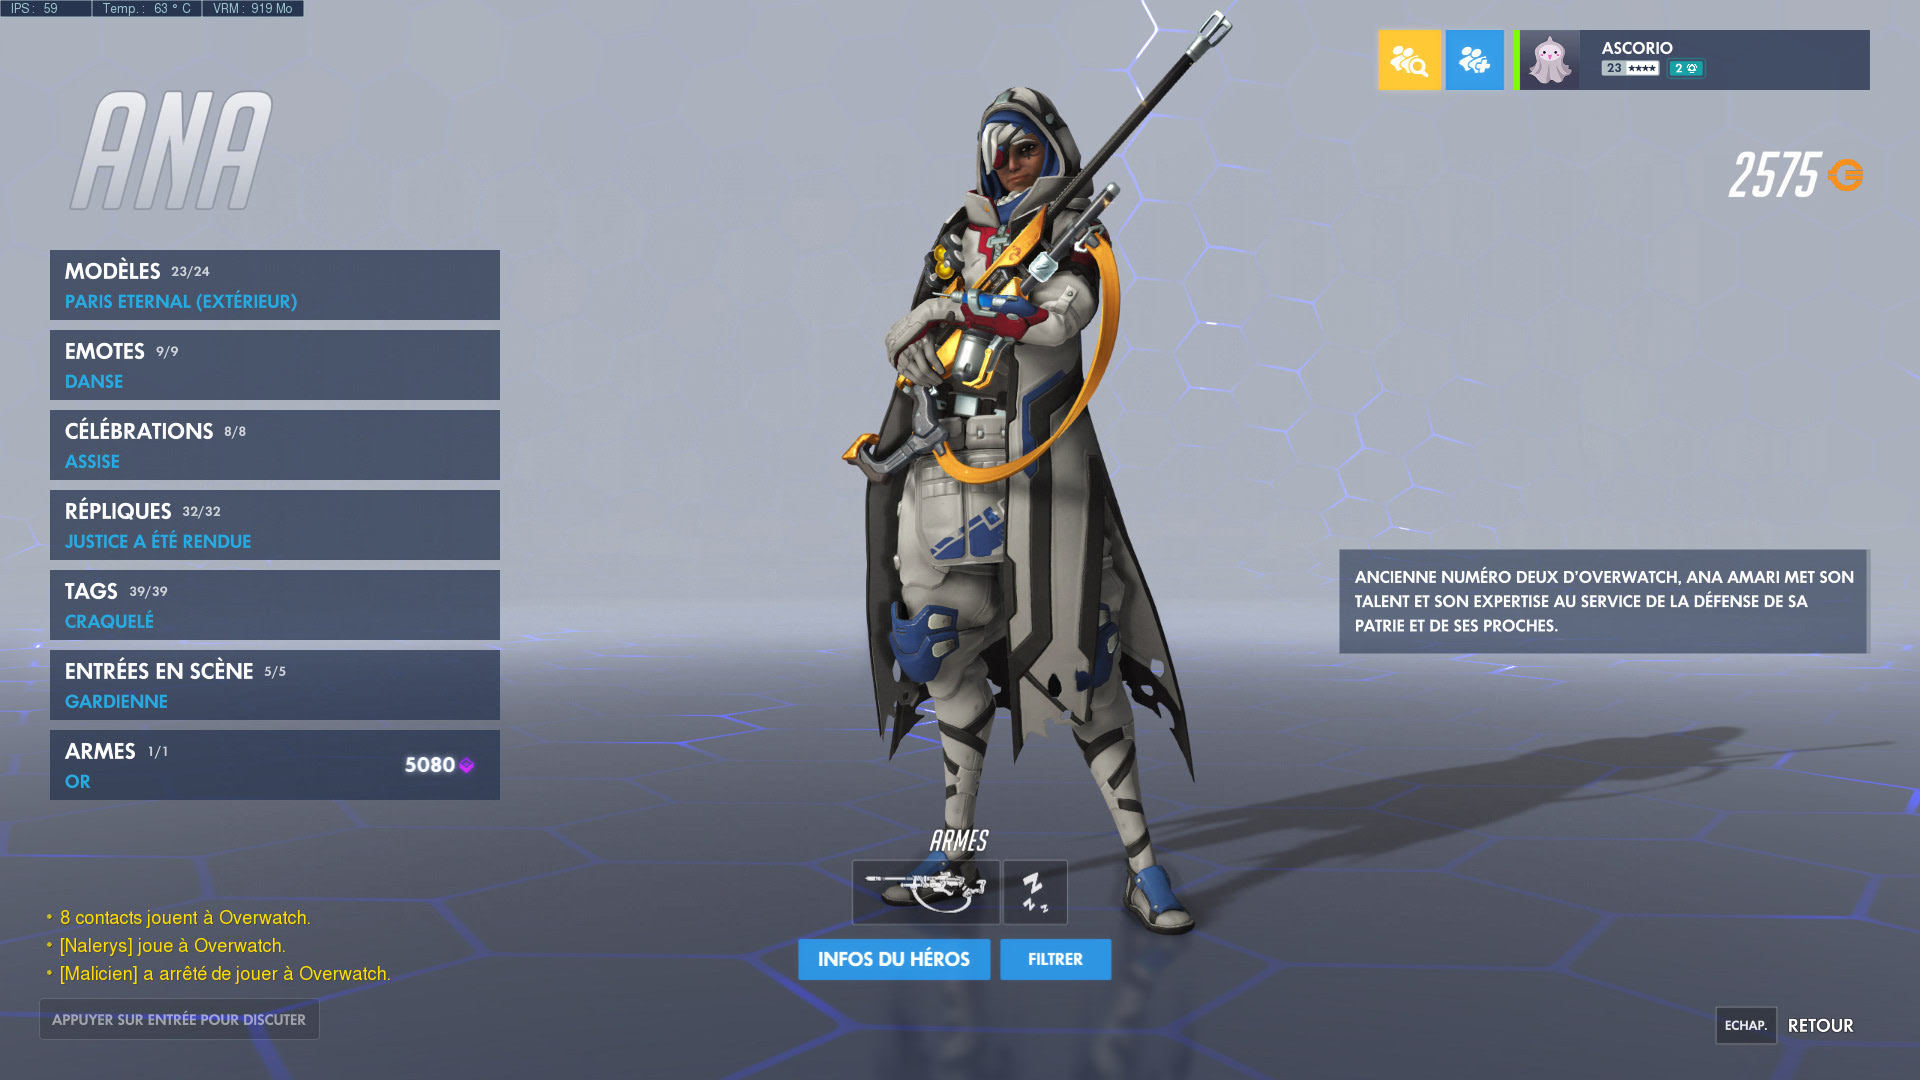 IPS : 59 Temp. : 63 ° C VRM : 919 Mo
ASCORIO
23 ★★★★ 2
ANA
2575
MODÈLES 23/24
PARIS ETERNAL (EXTÉRIEUR)
EMOTES 9/9
DANSE
CÉLÉBRATIONS 8/8
ASSISE
RÉPLIQUES 32/32
JUSTICE A ÉTÉ RENDUE
TAGS 39/39
CRAQUELÉ
ENTRÉES EN SCÈNE 5/5
GARDIENNE
ARMES 1/1
OR
5080
ANCIENNE NUMÉRO DEUX D'OVERWATCH, ANA AMARI MET SON
TALENT ET SON EXPERTISE AU SERVICE DE LA DÉFENSE DE SA
PATRIE ET DE SES PROCHES.
ARMES
Z Z Z
INFOS DU HÉROS
FILTRER
• 8 contacts jouent à Overwatch.
• [Nalerys] joue à Overwatch.
• [Malicien] a arrêté de jouer à Overwatch.
APPUYER SUR ENTRÉE POUR DISCUTER
ECHAP. RETOUR